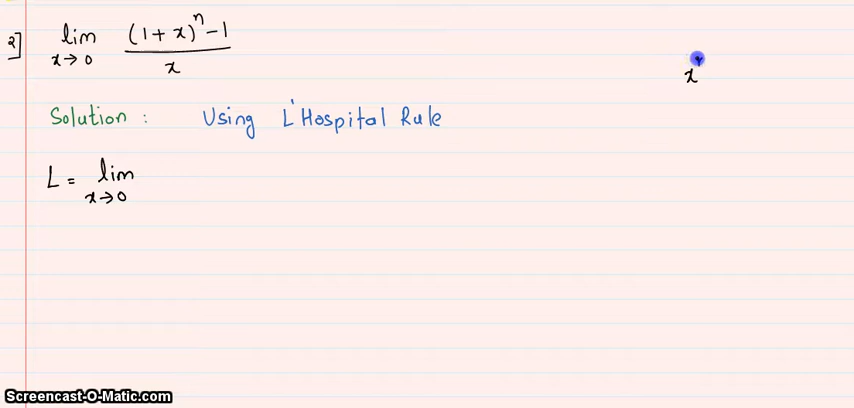 2] lim x→0 (1 + x)^n - 1 / x
x
Solution : Using L'Hospital Rule
L = lim x→0
Screencast-O-Matic.com